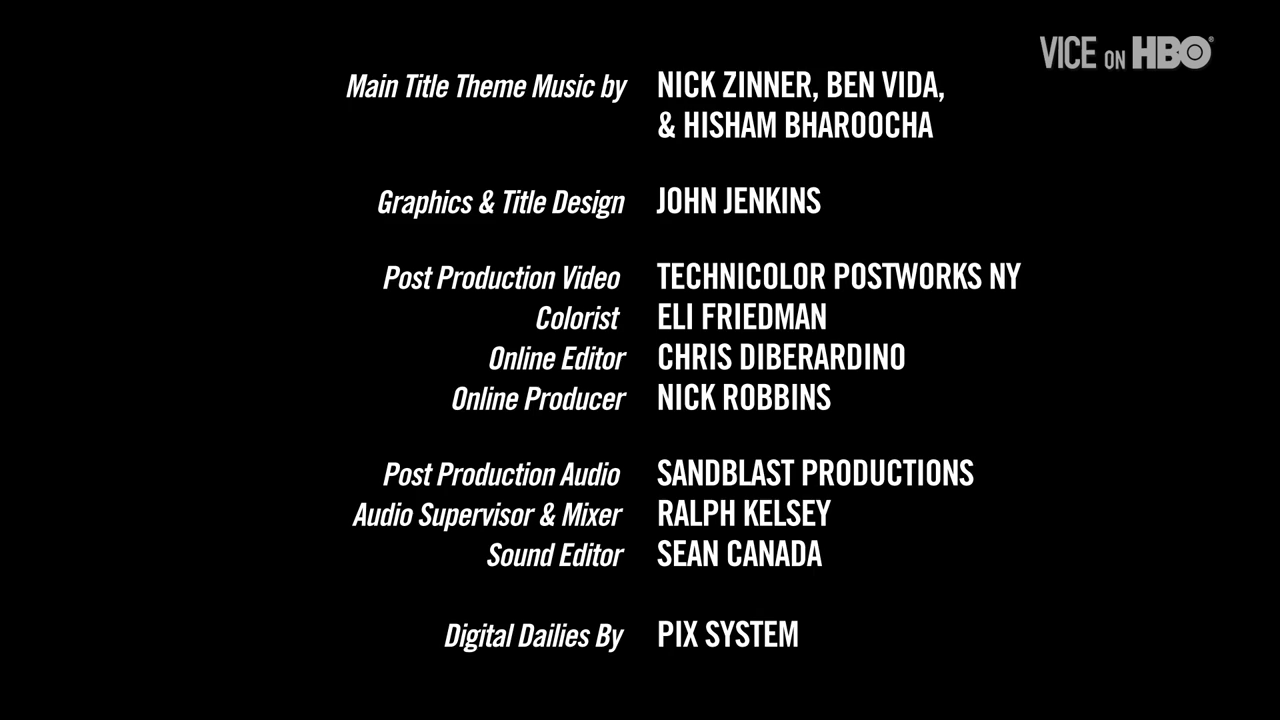 VICE ON HBO®
Main Title Theme Music by NICK ZINNER, BEN VIDA,
& HISHAM BHAROOCHA
Graphics & Title Design JOHN JENKINS
Post Production Video TECHNICOLOR POSTWORKS NY
Colorist ELI FRIEDMAN
Online Editor CHRIS DIBERARDINO
Online Producer NICK ROBBINS
Post Production Audio SANDBLAST PRODUCTIONS
Audio Supervisor & Mixer RALPH KELSEY
Sound Editor SEAN CANADA
Digital Dailies By PIX SYSTEM